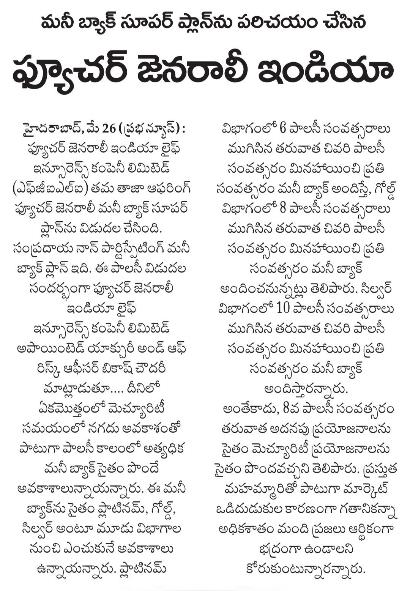 మనీ బ్యాక్ సూపర్ ప్లాన్‌ను పరిచయం చేసిన
ఫ్యూచర్ జెనరాలీ ఇండియా
హైదరాబాద్, మే 26 (ప్రభ న్యూస్) :
ఫ్యూచర్ జెనరాలీ ఇండియా లైఫ్
ఇన్సూరెన్స్ కంపెనీ లిమిటెడ్
(ఎఫ్‌జీఐఎల్ఐ) తమ తాజా ఆఫరింగ్
ఫ్యూచర్ జెనరాలీ మనీ బ్యాక్ సూపర్
ప్లాన్‌ను విడుదల చేసింది.
సంప్రదాయ నాన్ పార్టిస్పేటింగ్ మనీ
బ్యాక్ ప్లాన్ ఇది. ఈ పాలసీ విడుదల
సందర్భంగా ఫ్యూచర్ జెనరాలీ
ఇండియా లైఫ్
ఇన్సూరెన్స్ కంపెనీ లిమిటెడ్
అపాయింటెడ్ యాక్చురీ అండ్ ఆఫ్
రిస్క్ ఆఫీసర్ బికాష్ చౌదరీ
మాట్లాడుతూ.... దీనిలో
ఏకమొత్తంలో మెచ్యూరిటీ
సమయంలో నగదు అవకాశంతో
పాటుగా పాలసీ కాలంలో అత్యధిక
మనీ బ్యాక్ సైతం పొందే
అవకాశాలున్నాయన్నారు. ఈ మనీ
బ్యాక్‌ను సైతం ప్లాటినమ్, గోల్డ్,
సిల్వర్ అంటూ మూడు విభాగాల
నుంచి ఎంచుకునే అవకాశాలు
ఉన్నాయన్నారు. ప్లాటినమ్
విభాగంలో 6 పాలసీ సంవత్సరాలు
ముగిసిన తరువాత చివరి పాలసీ
సంవత్సరం మినహాయించి ప్రతి
సంవత్సరం మనీ బ్యాక్ అందిస్తే, గోల్డ్
విభాగంలో 8 పాలసీ సంవత్సరాలు
ముగిసిన తరువాత చివరి పాలసీ
సంవత్సరం మినహాయించి ప్రతి
సంవత్సరం మనీ బ్యాక్
అందించనున్నట్లు తెలిపారు. సిల్వర్
విభాగంలో 10 పాలసీ సంవత్సరాలు
ముగిసిన తరువాత చివరి పాలసీ
సంవత్సరం మినహాయించి ప్రతి
సంవత్సరం మనీ బ్యాక్
అందిస్తారన్నారు.
అంతేకాదు, 8వ పాలసీ సంవత్సరం
తరువాత అదనపు ప్రయోజనాలను
సైతం మెచ్యూరిటీ ప్రయోజనాలను
సైతం పొందవచ్చని తెలిపారు. ప్రస్తుత
మహమ్మారితో పాటుగా మార్కెట్
ఒడిదుడుకుల కారణంగా గతానికన్నా
అధికశాతం మంది ప్రజలు ఆర్థికంగా
భద్రంగా ఉండాలని
కోరుకుంటున్నారన్నారు.